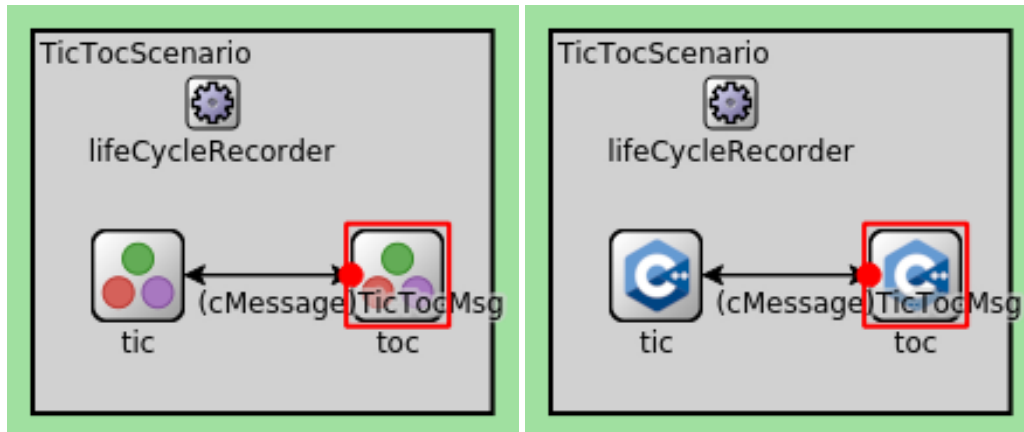 TicTocScenario
lifeCycleRecorder
(cMessage)TicTocMsg
tic
toc
TicTocScenario
lifeCycleRecorder
C++
C++
(cMessage)TicTocMsg
tic
toc